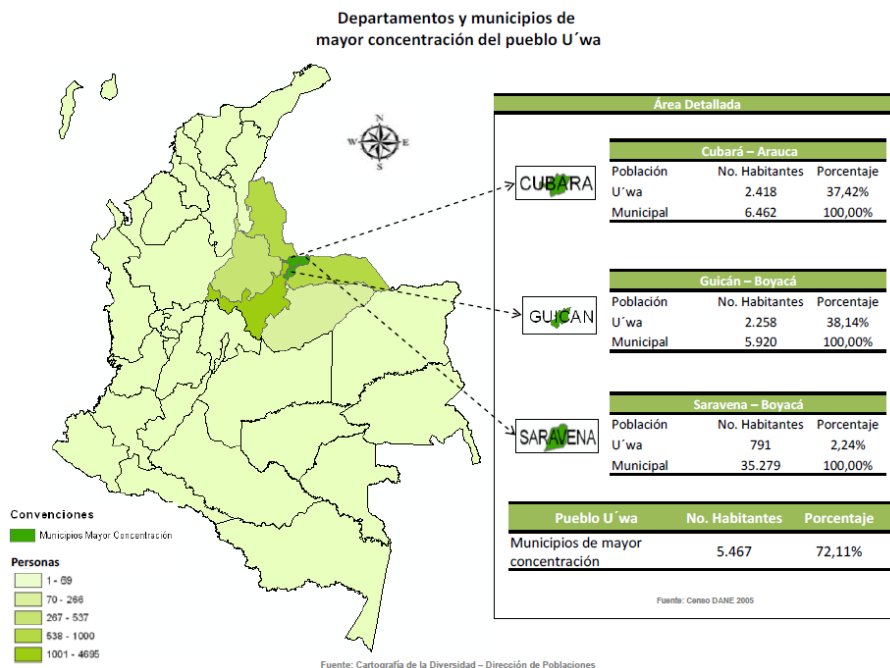 Departamentos y municipios de
mayor concentración del pueblo U´wa
N
W E
S
Área Detallada
CUBARA
Cubará – Arauca
Población No. Habitantes Porcentaje
U´wa 2.418 37,42%
Municipal 6.462 100,00%
GUICAN
Guicán – Boyacá
Población No. Habitantes Porcentaje
U´wa 2.258 38,14%
Municipal 5.920 100,00%
SARAVENA
Saravena – Boyacá
Población No. Habitantes Porcentaje
U´wa 791 2,24%
Municipal 35.279 100,00%
Pueblo U´wa No. Habitantes Porcentaje
Municipios de mayor
concentración 5.467 72,11%
Fuente: Censo DANE 2005
Convenciones
Municipios Mayor Concentración
Personas
1 - 69
70 - 266
267 - 537
538 - 1000
1001 - 4695
Fuente: Cartografía de la Diversidad – Dirección de Poblaciones